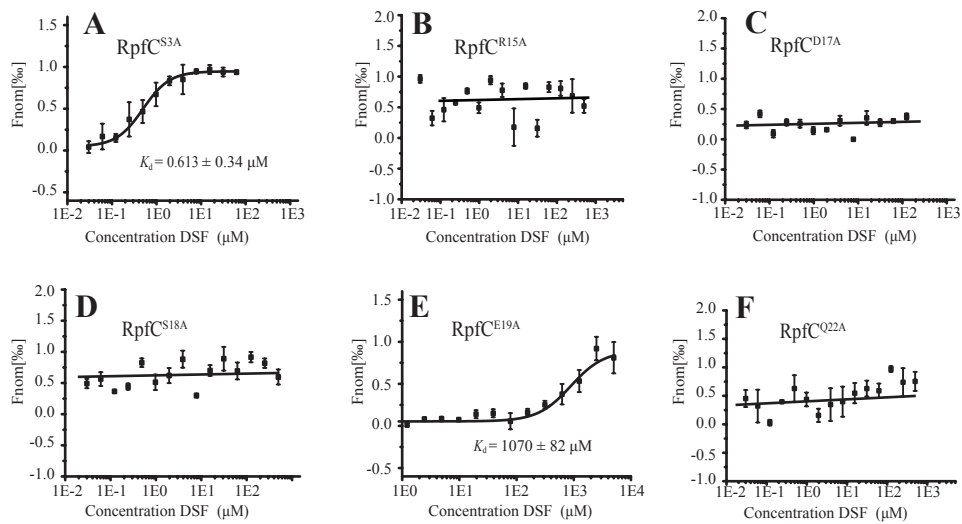 A
RpfC^S3A
Fnom[‰]
1.5
1.0
0.5
0.0
-0.5
K_d = 0.613 ± 0.34 μM
1E-2 1E-1 1E0 1E1 1E2 1E3
Concentration DSF (μM)
B
RpfC^R15A
Fnom[‰]
2.0
1.5
1.0
0.5
0.0
-0.5
-1.0
1E-2 1E-1 1E0 1E1 1E2 1E3
Concentration DSF (μM)
C
RpfC^D17A
Fnom[‰]
2.0
1.5
1.0
0.5
0.0
-0.5
-1.0
1E-2 1E-1 1E0 1E1 1E2 1E3
Concentration DSF (μM)
D
RpfC^S18A
Fnom[‰]
2.0
1.5
1.0
0.5
0.0
-0.5
-1.0
1E-2 1E-1 1E0 1E1 1E2 1E3
Concentration DSF (μM)
E
RpfC^E19A
Fnom[‰]
1.5
1.0
0.5
0.0
-0.5
K_d = 1070 ± 82 μM
1E0 1E1 1E2 1E3 1E4
Concentration DSF (μM)
F
RpfC^Q22A
Fnom[‰]
2.0
1.5
1.0
0.5
0.0
-0.5
-1.0
1E-2 1E-1 1E0 1E1 1E2 1E3
Concentration DSF (μM)